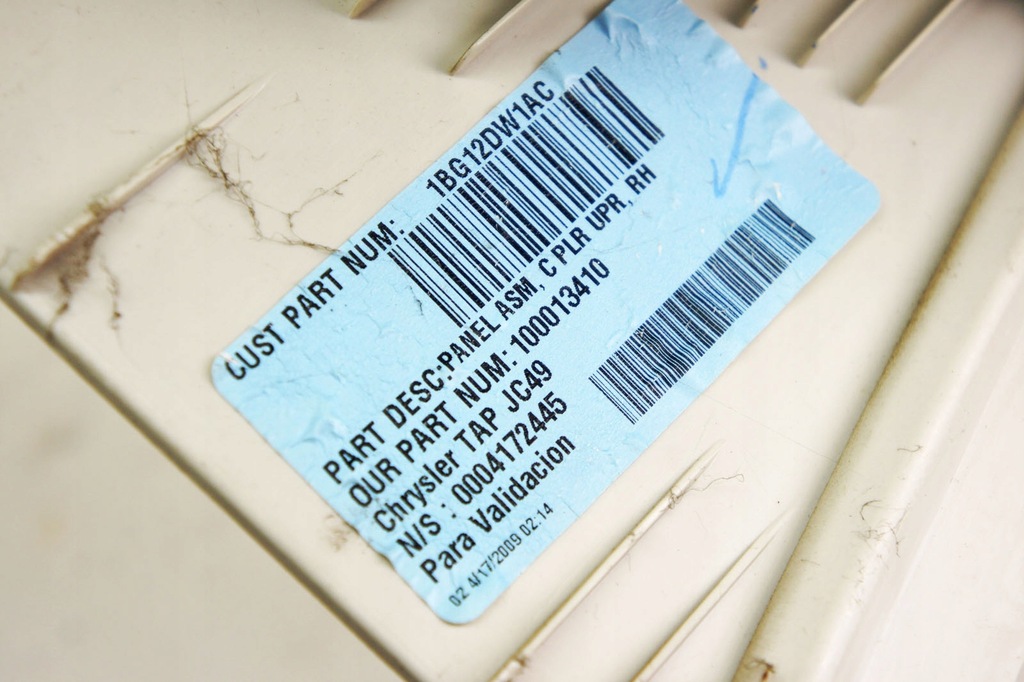 CUST PART NUM: 1BG12DW1AC
PART DESC:PANEL ASM, C PLR UPR, RH
OUR PART NUM: 100013410
Chrysler TAP JC49
N/S : 0004172445
Para Validacion
02 4/17/2009 02:14